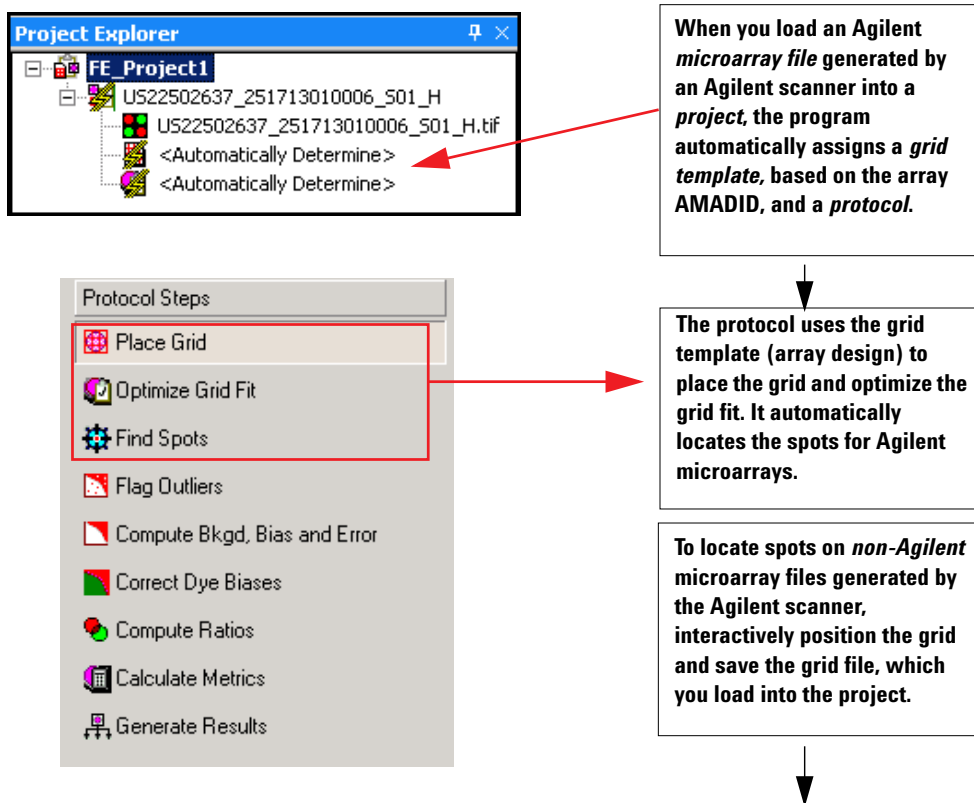 Project Explorer
FE_Project1
US22502637_251713010006_S01_H
US22502637_251713010006_S01_H.tif
<Automatically Determine>
<Automatically Determine>
When you load an Agilent
microarray file generated by
an Agilent scanner into a
project, the program
automatically assigns a grid
template, based on the array
AMADID, and a protocol.
Protocol Steps
Place Grid
Optimize Grid Fit
Find Spots
Flag Outliers
Compute Bkgd, Bias and Error
Correct Dye Biases
Compute Ratios
Calculate Metrics
Generate Results
The protocol uses the grid
template (array design) to
place the grid and optimize the
grid fit. It automatically
locates the spots for Agilent
microarrays.
To locate spots on non-Agilent
microarray files generated by
the Agilent scanner,
interactively position the grid
and save the grid file, which
you load into the project.